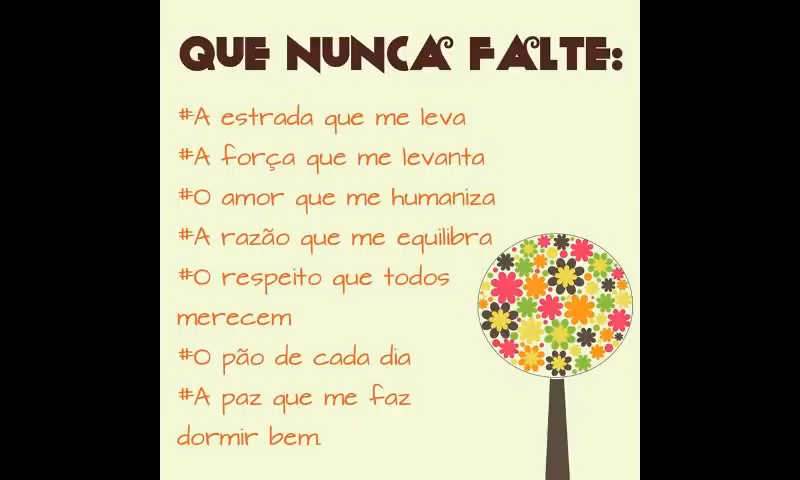 QUE NUNCA FALTE:
#A estrada que me leva
#A força que me levanta
#O amor que me humaniza
#A razão que me equilibra
#O respeito que todos
merecem
#O pão de cada dia
#A paz que me faz
dormir bem.